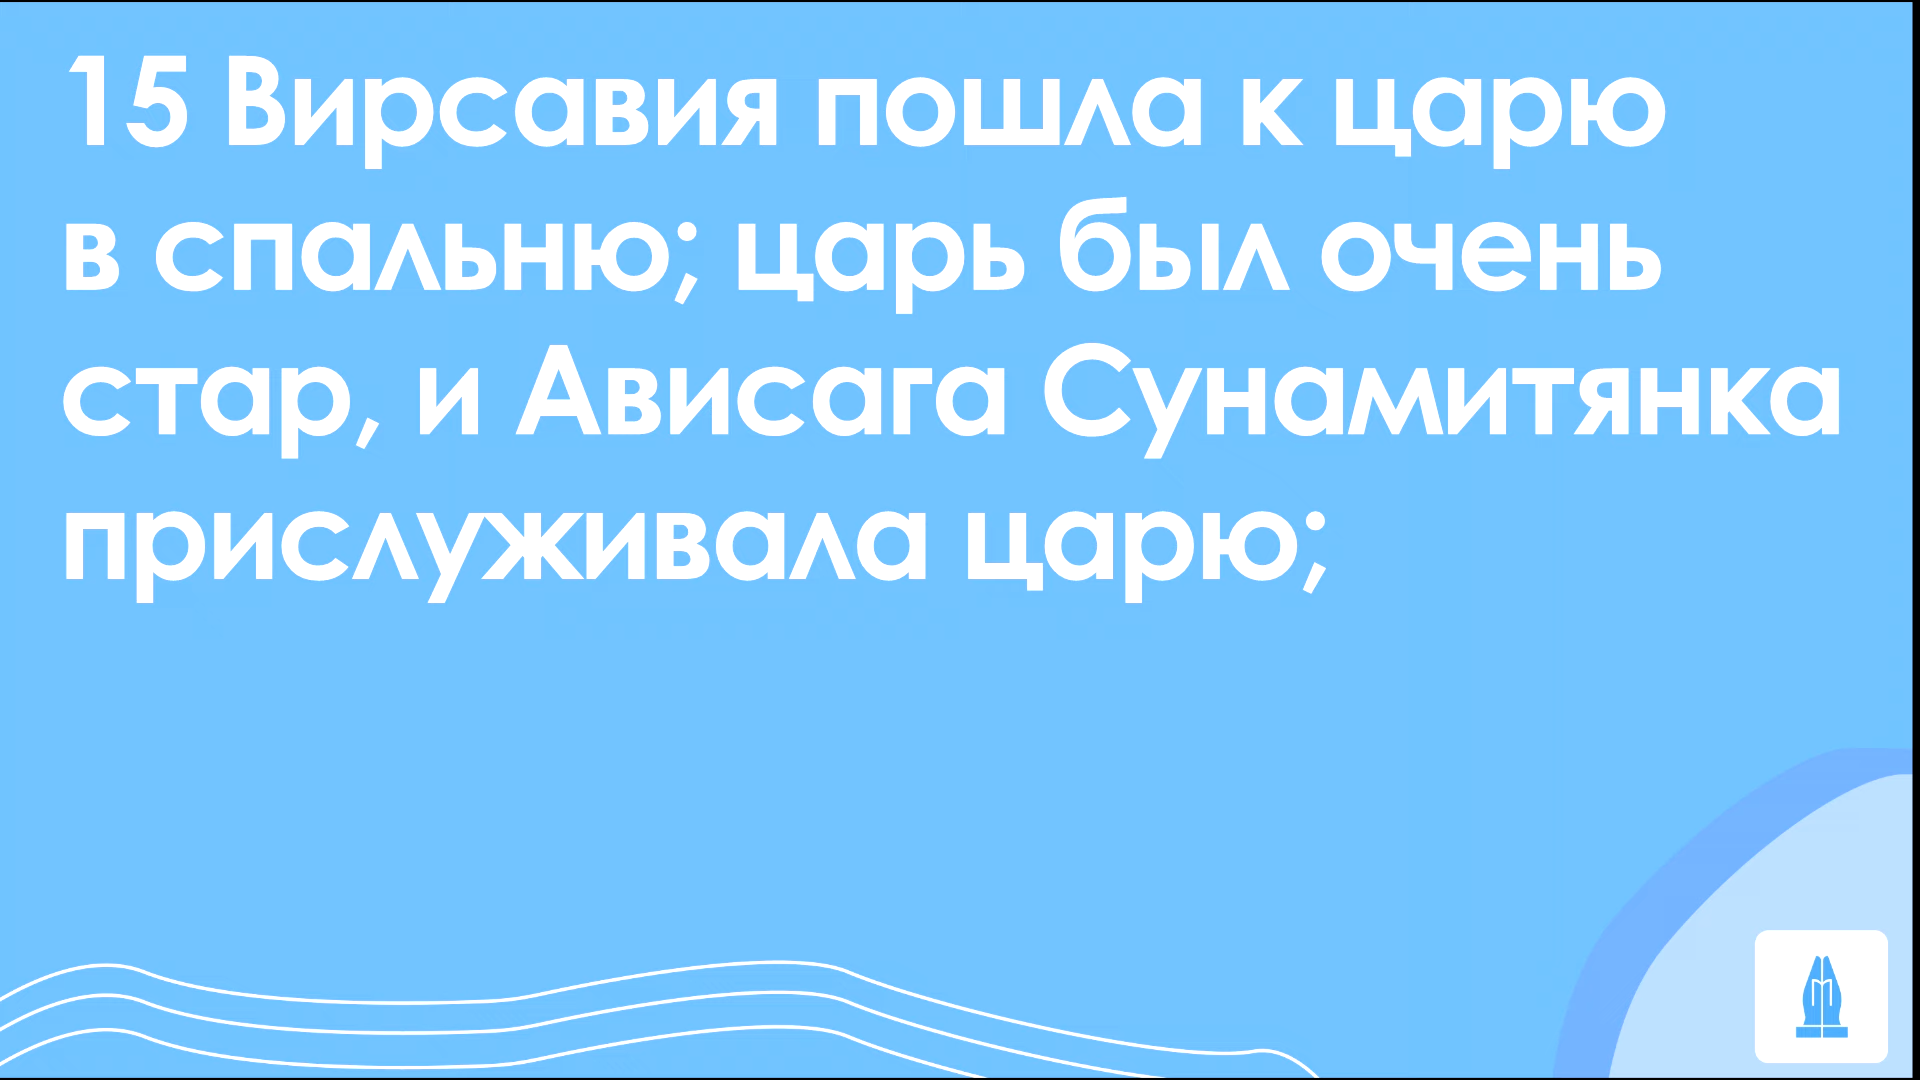 15 Вирсавия пошла к царю
в спальню; царь был очень
стар, и Ависага Сунамитянка
прислуживала царю;